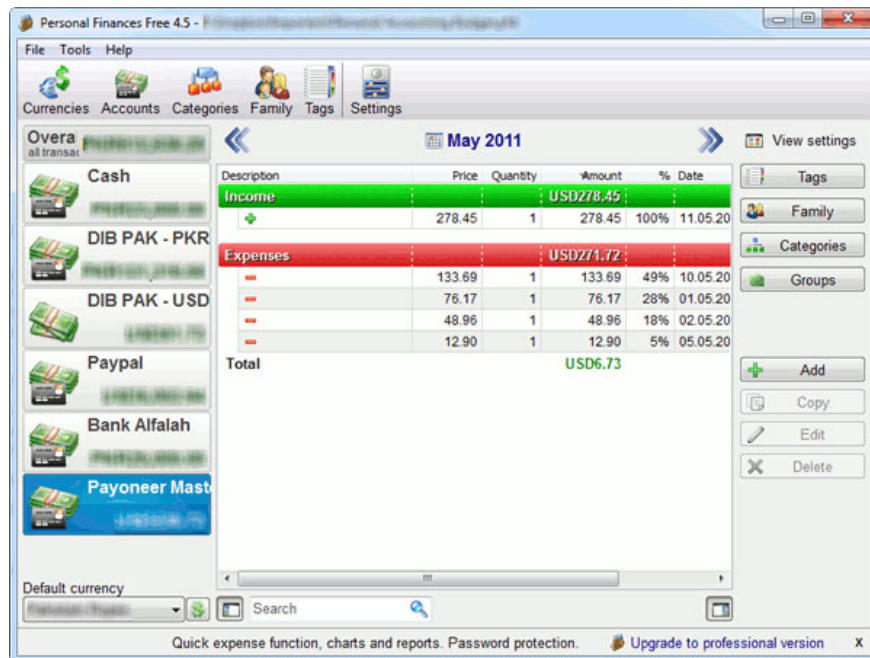 Personal Finances Free 4.5 -
File Tools Help
Currencies Accounts Categories Family Tags Settings
Overa
all transac
Cash
DIB PAK - PKR
DIB PAK - USD
Paypal
Bank Alfalah
Payoneer Mast
Default currency
May 2011
Description Price Quantity Amount % Date
Income USD278.45
278.45 1 278.45 100% 11.05.20
Expenses USD271.72
133.69 1 133.69 49% 10.05.20
76.17 1 76.17 28% 01.05.20
48.96 1 48.96 18% 02.05.20
12.90 1 12.90 5% 05.05.20
Total USD6.73
Search
View settings
Tags
Family
Categories
Groups
Add
Copy
Edit
Delete
Quick expense function, charts and reports. Password protection. Upgrade to professional version X